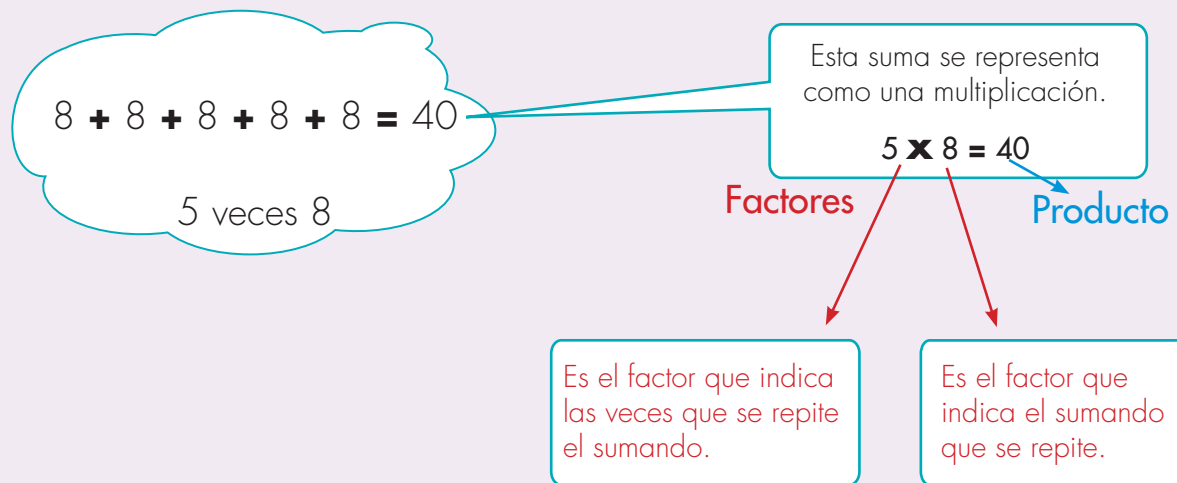 8 + 8 + 8 + 8 + 8 = 40
5 veces 8
Esta suma se representa
como una multiplicación.
5 x 8 = 40
Factores
Producto
Es el factor que indica
las veces que se repite
el sumando.
Es el factor que
indica el sumando
que se repite.